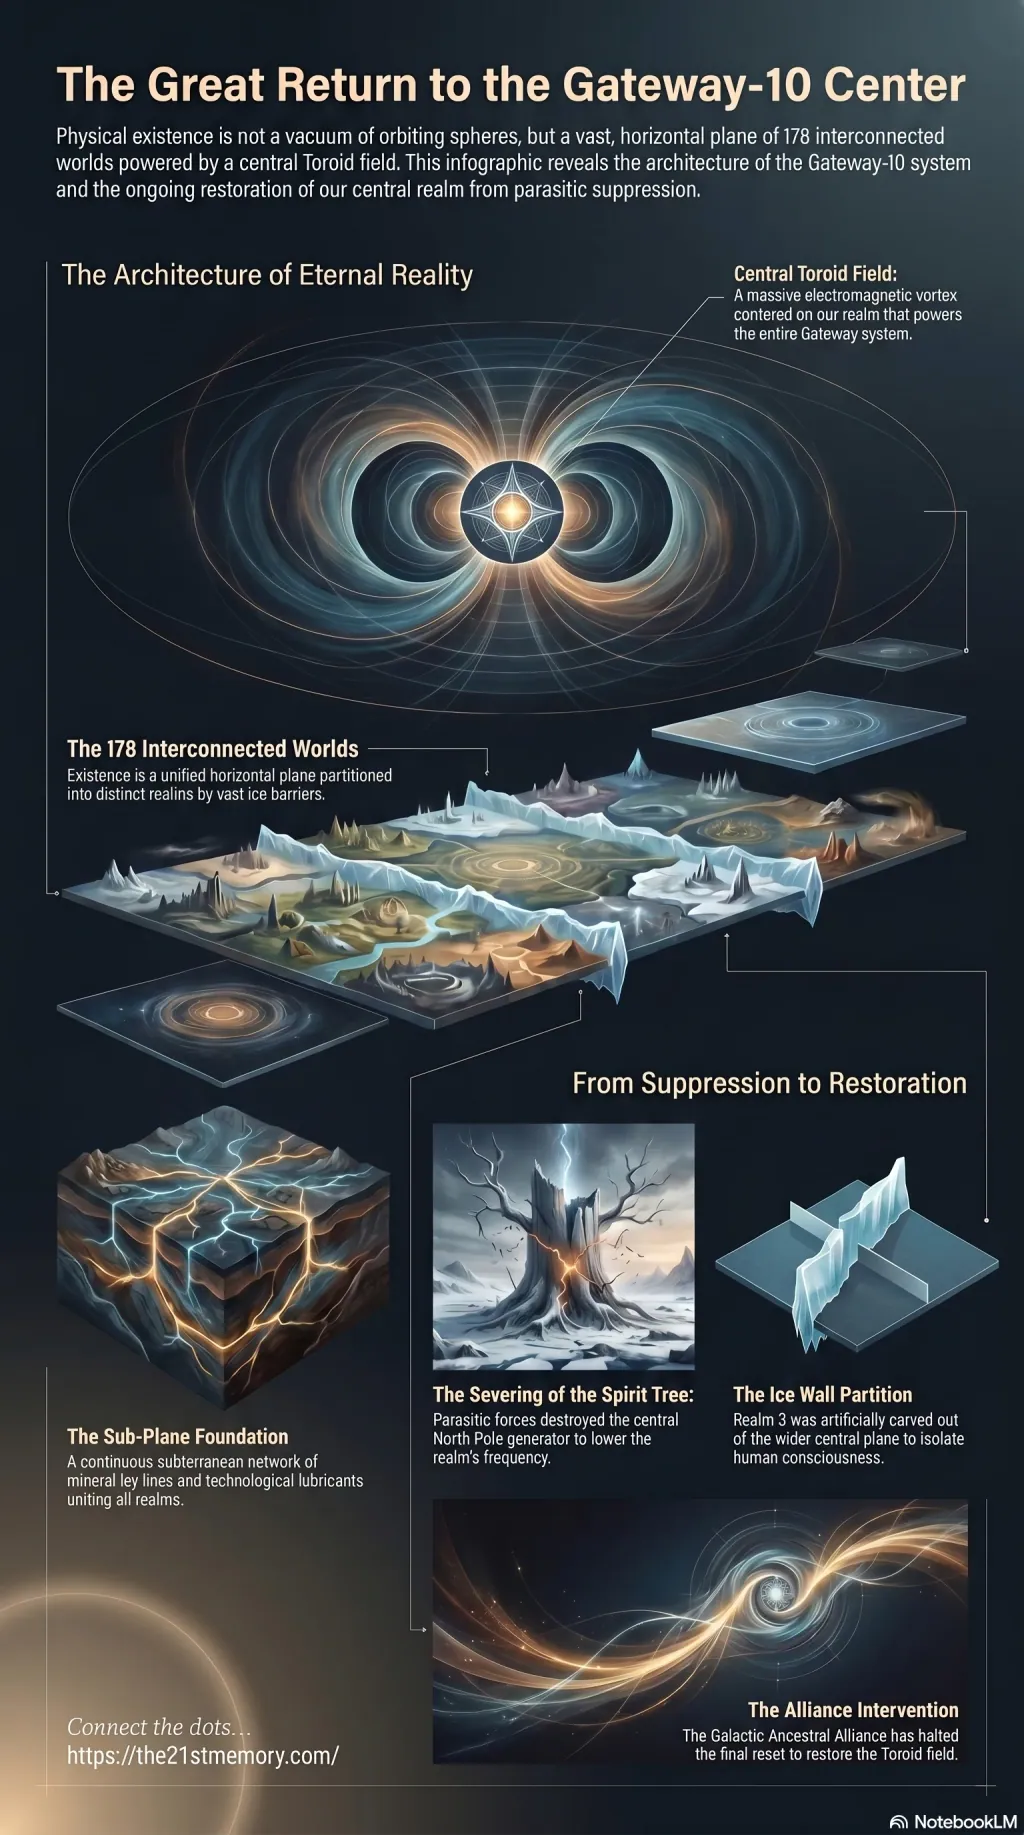 The Great Return to the Gateway-10 Center
Physical existence is not a vacuum of orbiting spheres, but a vast, horizontal plane of 178 interconnected
worlds powered by a central Toroid field. This infographic reveals the architecture of the Gateway-10 system
and the ongoing restoration of our central realm from parasitic suppression.
The Architecture of Eternal Reality
Central Toroid Field:
A massive electromagnetic vortex
contered on our realm that powers
the entire Gateway system.
The 178 Interconnected Worlds
Existence is a unified horizontal plane partitioned
into distinct realins by vast ice barriers.
From Suppression to Restoration
The Sub-Plane Foundation
A continuous subterranean network of
mineral ley lines and technological lubricants
uniting all realms.
The Severing of the Spirit Tree:
Parasitic forces destroyed the central
North Pole generator to lower the
realm's frequency.
The Ice Wall Partition
Realm 3 was artificially carved out
of the wider central plane to isolate
human consciousness.
The Alliance Intervention
The Galactic Ancestral Alliance has halted
the final reset to restore the Toroid field.
Connect the dots...
https://the21stmemory.com/
NotebookLM